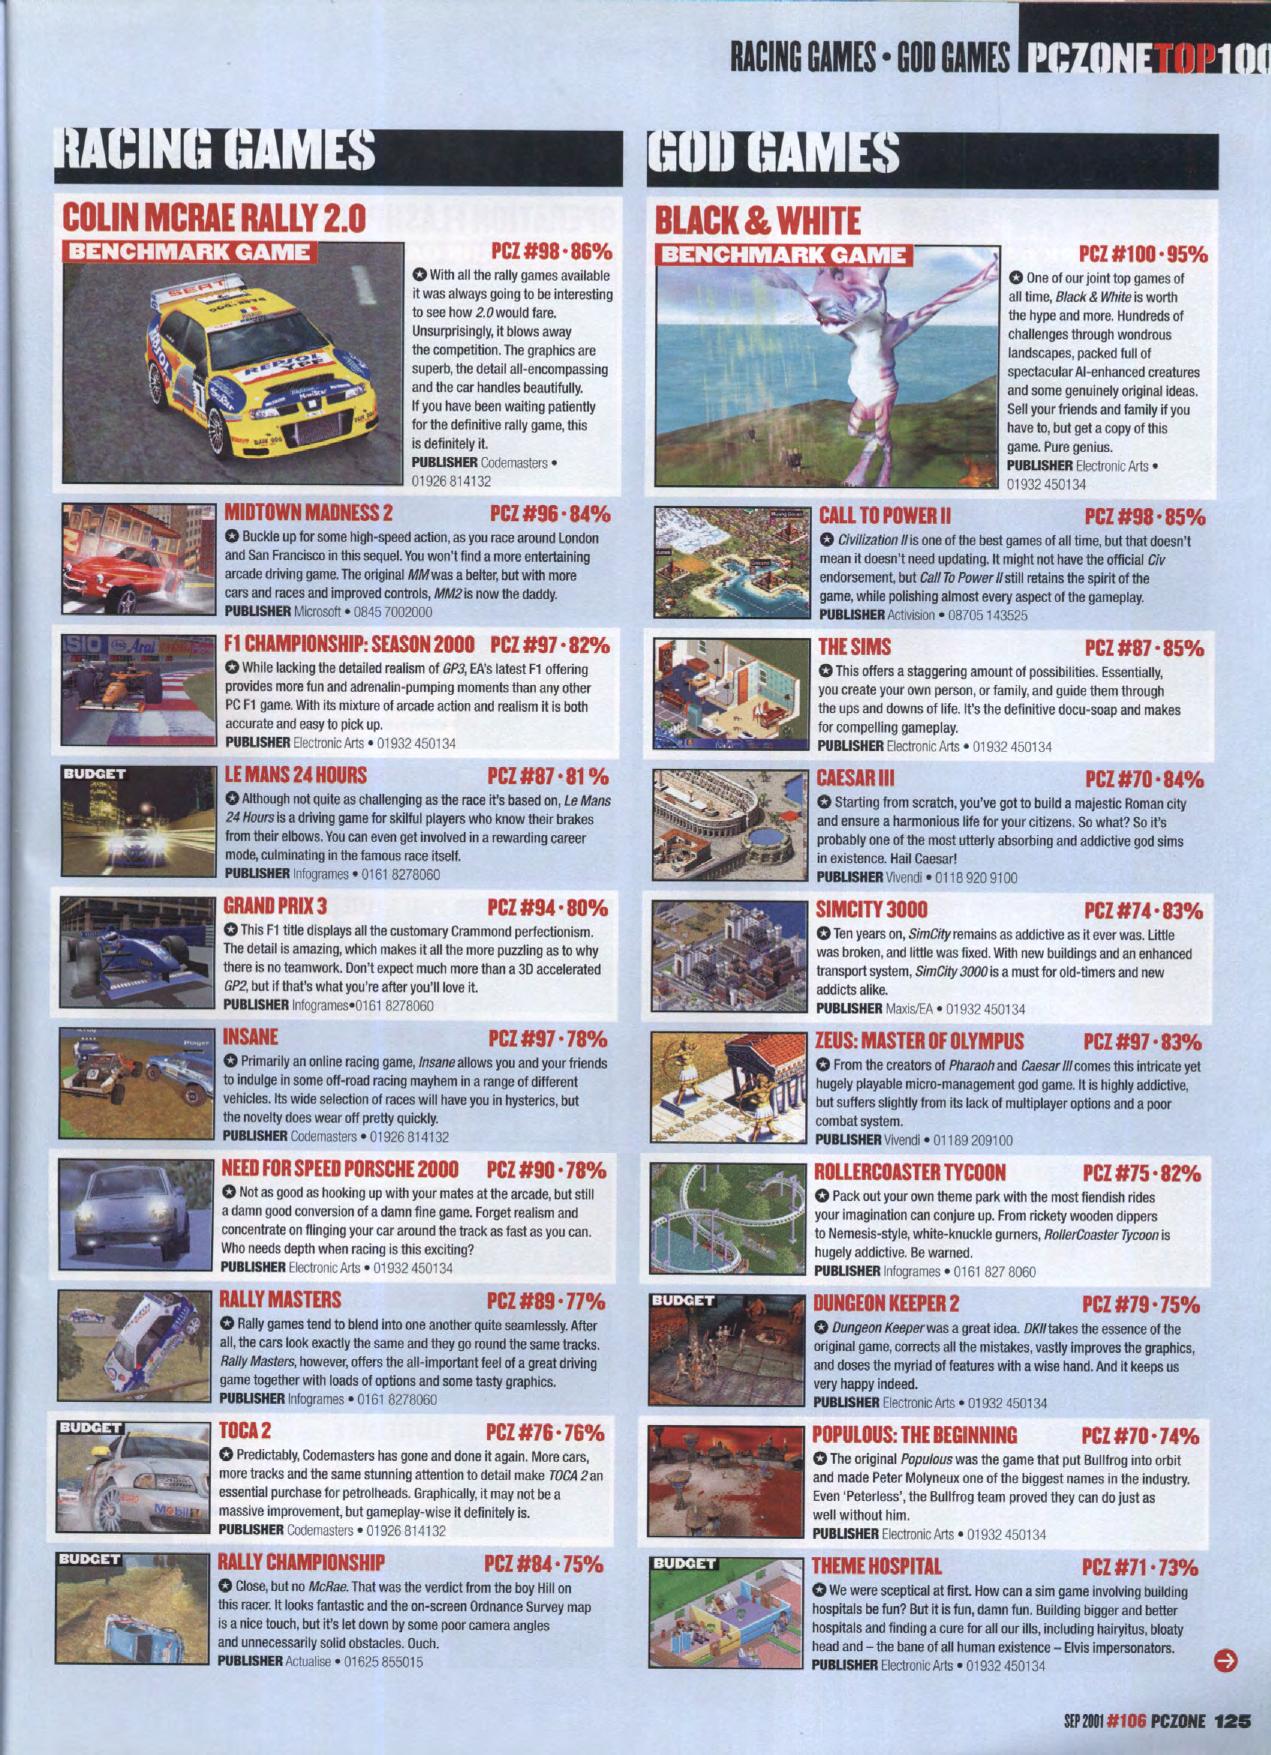 RACING GAMES • GOD GAMES PCZONETOP100
RACING GAMES
COLIN MCRAE RALLY 2.0
BENCHMARK GAME
PCZ #98 • 86%
With all the rally games available
it was always going to be interesting
to see how 2.0 would fare.
Unsurprisingly, it blows away
the competition. The graphics are
superb, the detail all-encompassing
and the car handles beautifully.
If you have been waiting patiently
for the definitive rally game, this
is definitely it.
PUBLISHER Codemasters •
01926 814132
SEAT
REPSOL
YPF
MIDTOWN MADNESS 2 PCZ #96 • 84%
Buckle up for some high-speed action, as you race around London
and San Francisco in this sequel. You won't find a more entertaining
arcade driving game. The original MM was a belter, but with more
cars and races and improved controls, MM2 is now the daddy.
PUBLISHER Microsoft • 0845 7002000
F1 CHAMPIONSHIP: SEASON 2000 PCZ #97 • 82%
While lacking the detailed realism of GP3, EA's latest F1 offering
provides more fun and adrenalin-pumping moments than any other
PC F1 game. With its mixture of arcade action and realism it is both
accurate and easy to pick up.
PUBLISHER Electronic Arts • 01932 450134
BUDGET
LE MANS 24 HOURS PCZ #87 • 81 %
Although not quite as challenging as the race it's based on, Le Mans
24 Hours is a driving game for skilful players who know their brakes
from their elbows. You can even get involved in a rewarding career
mode, culminating in the famous race itself.
PUBLISHER Infogrames • 0161 8278060
GRAND PRIX 3 PCZ #94 • 80%
This F1 title displays all the customary Crammond perfectionism.
The detail is amazing, which makes it all the more puzzling as to why
there is no teamwork. Don't expect much more than a 3D accelerated
GP2, but if that's what you're after you'll love it.
PUBLISHER Infogrames•0161 8278060
INSANE PCZ #97 • 78%
Primarily an online racing game, Insane allows you and your friends
to indulge in some off-road racing mayhem in a range of different
vehicles. Its wide selection of races will have you in hysterics, but
the novelty does wear off pretty quickly.
PUBLISHER Codemasters • 01926 814132
NEED FOR SPEED PORSCHE 2000 PCZ #90 • 78%
Not as good as hooking up with your mates at the arcade, but still
a damn good conversion of a damn fine game. Forget realism and
concentrate on flinging your car around the track as fast as you can.
Who needs depth when racing is this exciting?
PUBLISHER Electronic Arts • 01932 450134
RALLY MASTERS PCZ #89 • 77%
Rally games tend to blend into one another quite seamlessly. After
all, the cars look exactly the same and they go round the same tracks.
Rally Masters, however, offers the all-important feel of a great driving
game together with loads of options and some tasty graphics.
PUBLISHER Infogrames • 0161 8278060
BUDGET
TOCA 2 PCZ #76 • 76%
Predictably, Codemasters has gone and done it again. More cars,
more tracks and the same stunning attention to detail make TOCA 2 an
essential purchase for petrolheads. Graphically, it may not be a
massive improvement, but gameplay-wise it definitely is.
PUBLISHER Codemasters • 01926 814132
BUDGET
RALLY CHAMPIONSHIP PCZ #84 • 75%
Close, but no McRae. That was the verdict from the boy Hill on
this racer. It looks fantastic and the on-screen Ordnance Survey map
is a nice touch, but it's let down by some poor camera angles
and unnecessarily solid obstacles. Ouch.
PUBLISHER Actualise • 01625 855015
GOD GAMES
BLACK & WHITE
BENCHMARK GAME
PCZ #100 • 95%
One of our joint top games of
all time, Black & White is worth
the hype and more. Hundreds of
challenges through wondrous
landscapes, packed full of
spectacular AI-enhanced creatures
and some genuinely original ideas.
Sell your friends and family if you
have to, but get a copy of this
game. Pure genius.
PUBLISHER Electronic Arts •
01932 450134
CALL TO POWER II PCZ #98 • 85%
Civilization II is one of the best games of all time, but that doesn't
mean it doesn't need updating. It might not have the official Civ
endorsement, but Call To Power II still retains the spirit of the
game, while polishing almost every aspect of the gameplay.
PUBLISHER Activision • 08705 143525
THE SIMS PCZ #87 • 85%
This offers a staggering amount of possibilities. Essentially,
you create your own person, or family, and guide them through
the ups and downs of life. It's the definitive docu-soap and makes
for compelling gameplay.
PUBLISHER Electronic Arts • 01932 450134
CAESAR III PCZ #70 • 84%
Starting from scratch, you've got to build a majestic Roman city
and ensure a harmonious life for your citizens. So what? So it's
probably one of the most utterly absorbing and addictive god sims
in existence. Hail Caesar!
PUBLISHER Vivendi • 0118 920 9100
SIMCITY 3000 PCZ #74 • 83%
Ten years on, SimCity remains as addictive as it ever was. Little
was broken, and little was fixed. With new buildings and an enhanced
transport system, SimCity 3000 is a must for old-timers and new
addicts alike.
PUBLISHER Maxis/EA • 01932 450134
ZEUS: MASTER OF OLYMPUS PCZ #97 • 83%
From the creators of Pharaoh and Caesar III comes this intricate yet
hugely playable micro-management god game. It is highly addictive,
but suffers slightly from its lack of multiplayer options and a poor
combat system.
PUBLISHER Vivendi • 01189 209100
ROLLERCOASTER TYCOON PCZ #75 • 82%
Pack out your own theme park with the most fiendish rides
your imagination can conjure up. From rickety wooden dippers
to Nemesis-style, white-knuckle gurners, RollerCoaster Tycoon is
hugely addictive. Be warned.
PUBLISHER Infogrames • 0161 827 8060
BUDGET
DUNGEON KEEPER 2 PCZ #79 • 75%
Dungeon Keeper was a great idea. DKII takes the essence of the
original game, corrects all the mistakes, vastly improves the graphics,
and doses the myriad of features with a wise hand. And it keeps us
very happy indeed.
PUBLISHER Electronic Arts • 01932 450134
POPULOUS: THE BEGINNING PCZ #70 • 74%
The original Populous was the game that put Bullfrog into orbit
and made Peter Molyneux one of the biggest names in the industry.
Even 'Peterless', the Bullfrog team proved they can do just as
well without him.
PUBLISHER Electronic Arts • 01932 450134
BUDGET
THEME HOSPITAL PCZ #71 • 73%
We were sceptical at first. How can a sim game involving building
hospitals be fun? But it is fun, damn fun. Building bigger and better
hospitals and finding a cure for all our ills, including hairyitus, bloaty
head and – the bane of all human existence – Elvis impersonators.
PUBLISHER Electronic Arts • 01932 450134
SEP 2001 #106 PCZONE 125